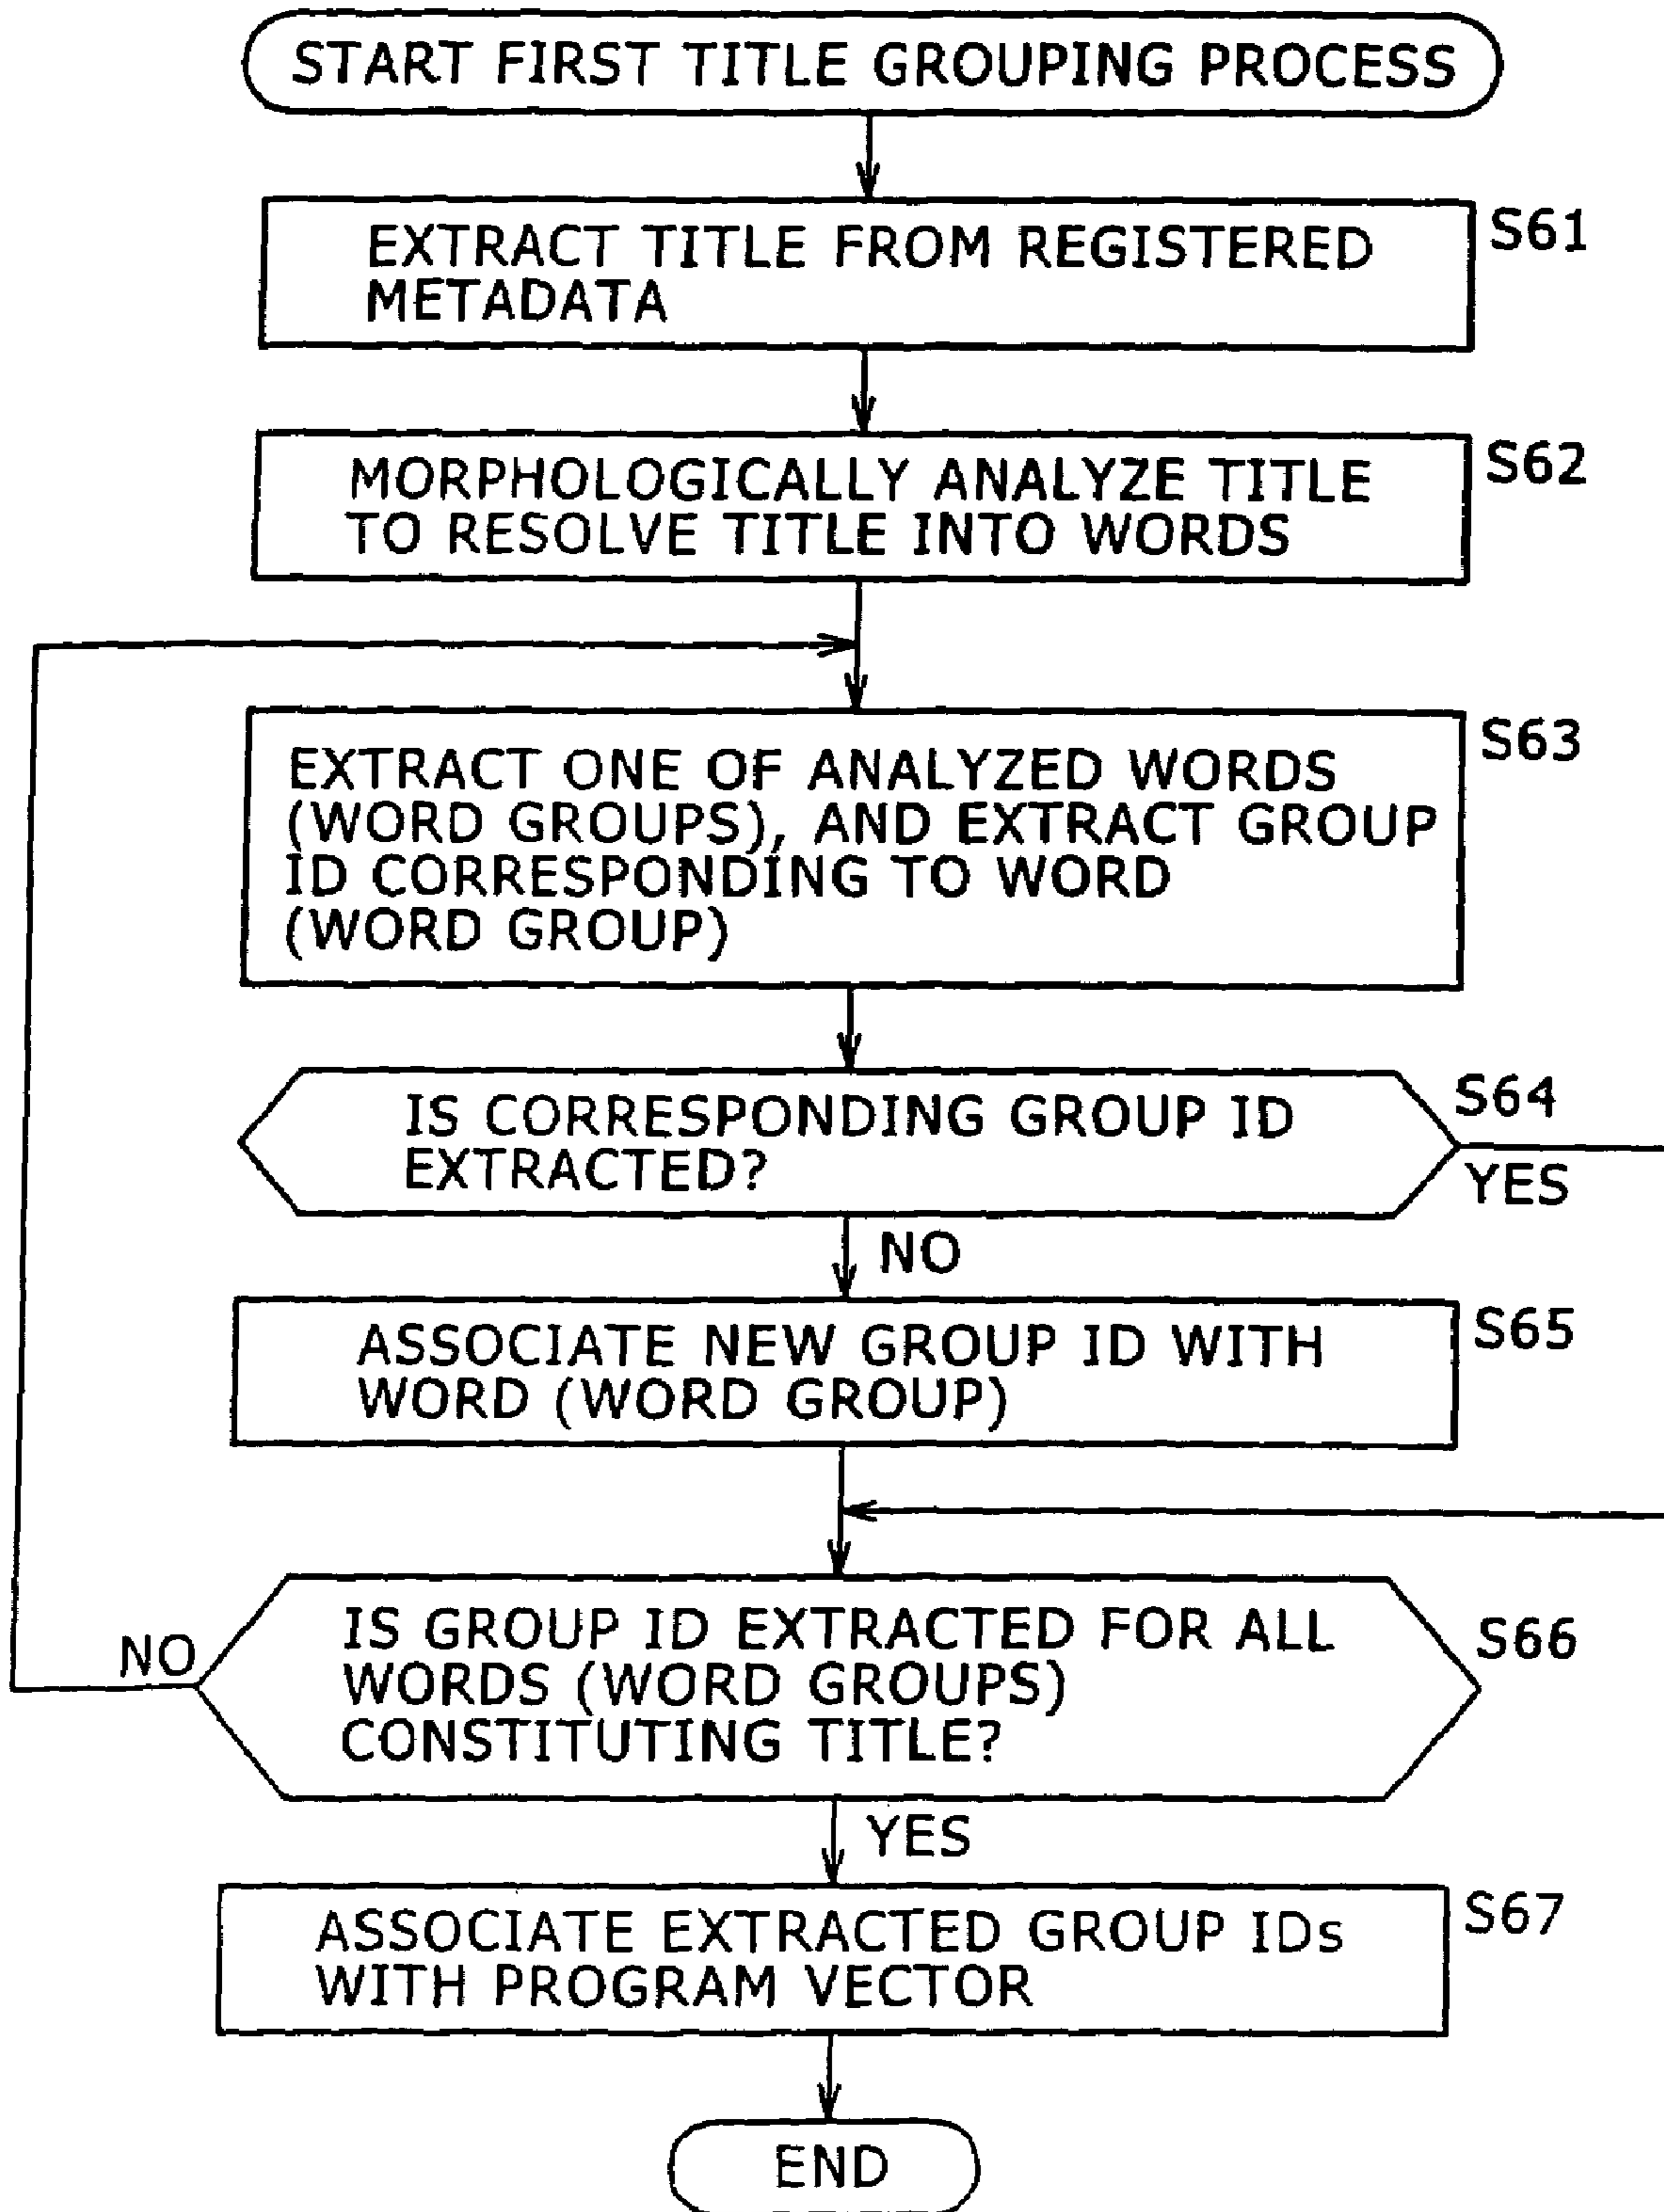 START FIRST TITLE GROUPING PROCESS
EXTRACT TITLE FROM REGISTERED
METADATA
S61
MORPHOLOGICALLY ANALYZE TITLE
TO RESOLVE TITLE INTO WORDS
S62
EXTRACT ONE OF ANALYZED WORDS
(WORD GROUPS), AND EXTRACT GROUP
ID CORRESPONDING TO WORD
(WORD GROUP)
S63
IS CORRESPONDING GROUP ID
EXTRACTED?
S64
YES
NO
ASSOCIATE NEW GROUP ID WITH
WORD (WORD GROUP)
S65
IS GROUP ID EXTRACTED FOR ALL
WORDS (WORD GROUPS)
CONSTITUTING TITLE?
S66
NO
YES
ASSOCIATE EXTRACTED GROUP IDs
WITH PROGRAM VECTOR
S67
END